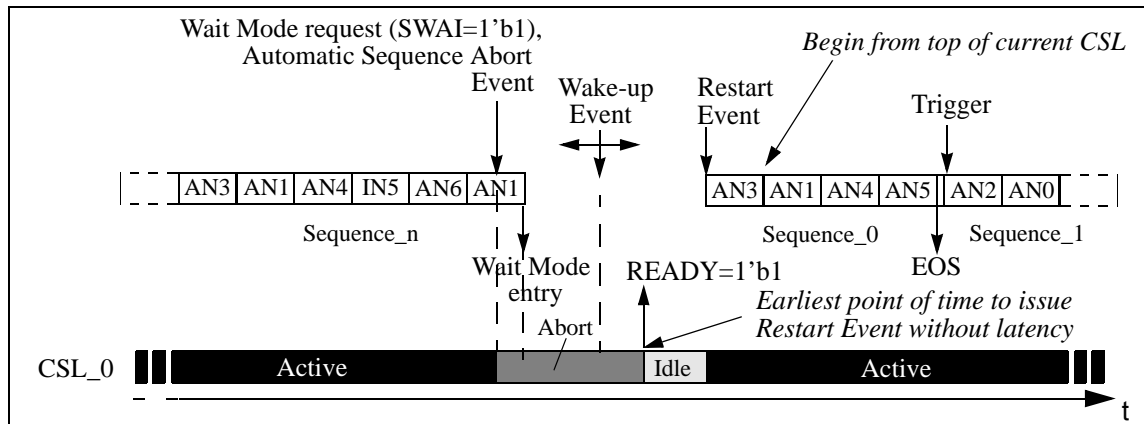 Wait Mode request (SWAI=1’b1),
Automatic Sequence Abort
Event
Wake-up
Event
Restart
Event
Begin from top of current CSL
Trigger
AN3 AN1 AN4 IN5 AN6 AN1
AN3 AN1 AN4 AN5 AN2 AN0
Sequence_n
Sequence_0
Sequence_1
Wait Mode
entry
READY=1’b1
EOS
Earliest point of time to issue
Restart Event without latency
Abort
CSL_0
Active
Idle
Active
t